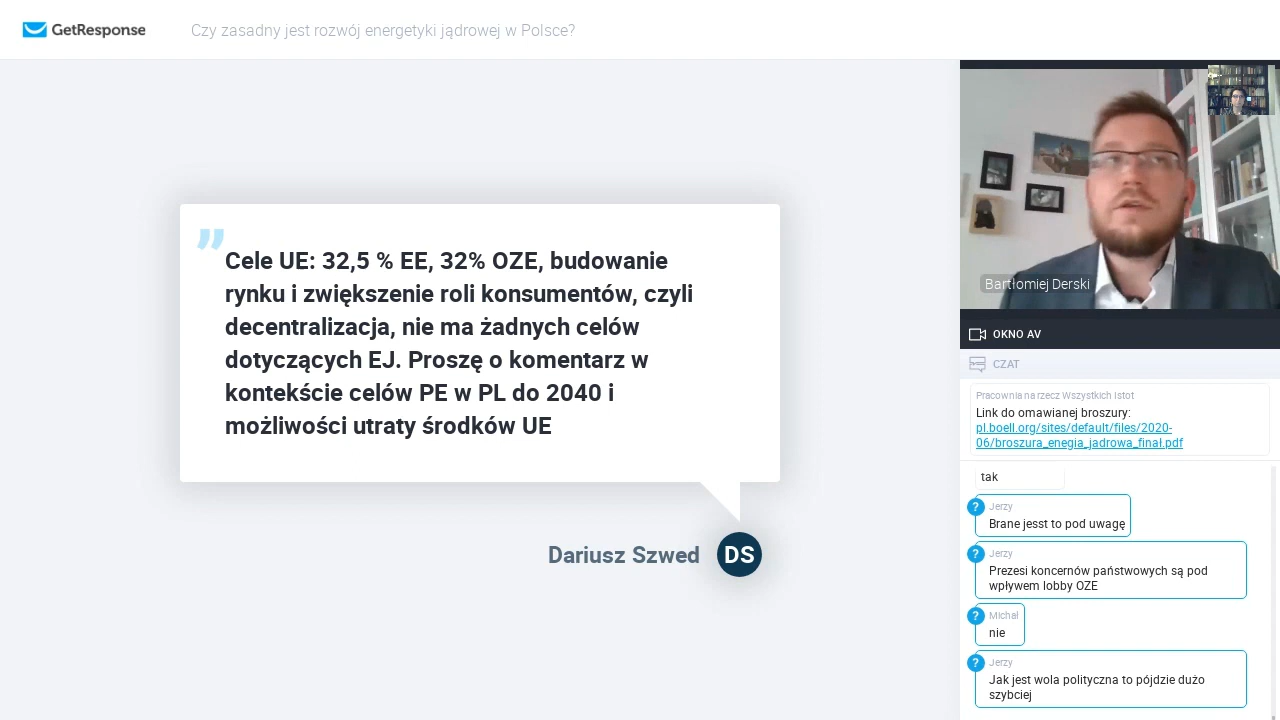 GetResponse
Czy zasadny jest rozwój energetyki jądrowej w Polsce?
Cele UE: 32,5 % EE, 32% OZE, budowanie
rynku i zwiększenie roli konsumentów, czyli
decentralizacja, nie ma żadnych celów
dotyczących EJ. Proszę o komentarz w
kontekście celów PE w PL do 2040 i
możliwości utraty środków UE
Dariusz Szwed
DS
Bartłomiej Derski
OKNO AV
CZAT
Pracownia na rzecz Wszystkich Istot
Link do omawianej broszury:
pl.boell.org/sites/default/files/2020-
06/broszura_enegia_jadrowa_final.pdf
tak
?
Jerzy
Brane jesst to pod uwagę
?
Jerzy
Prezesi koncernów państwowych są pod
wpływem lobby OZE
?
Michał
nie
?
Jerzy
Jak jest wola polityczna to pójdzie dużo
szybciej